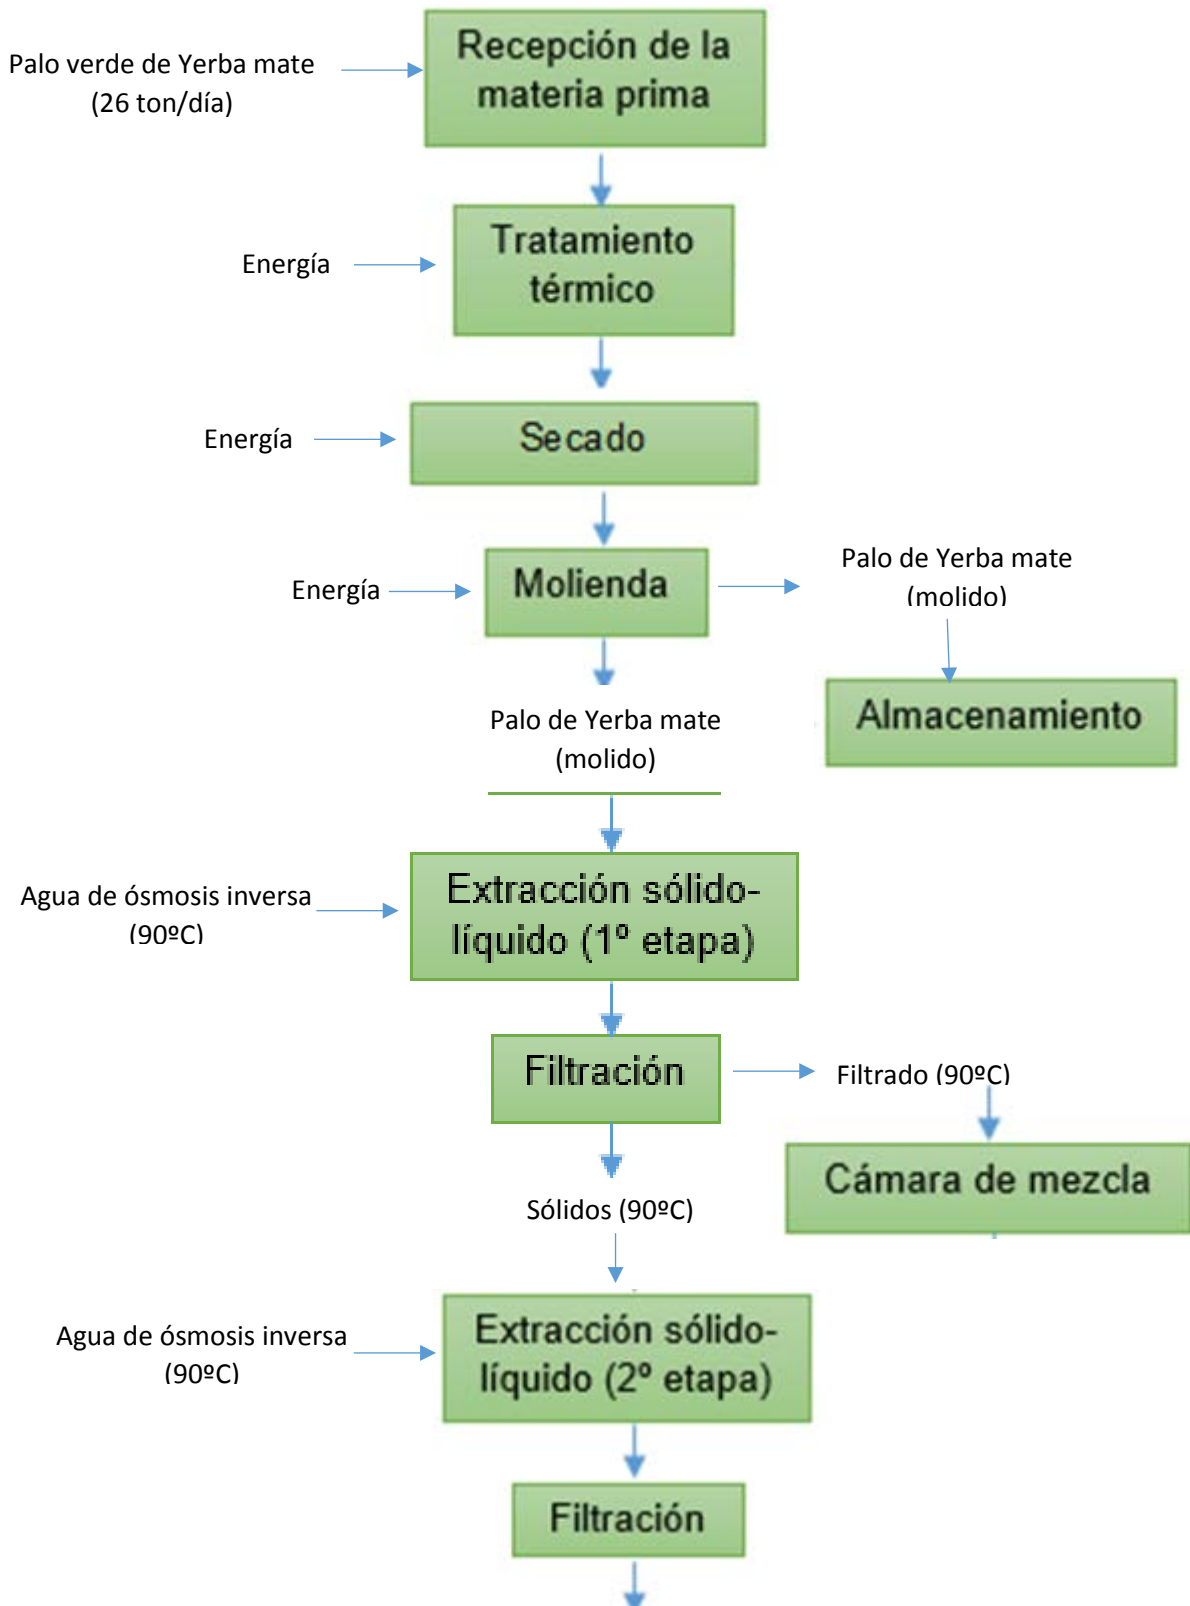 Recepción de la
materia prima
Palo verde de Yerba mate
(26 ton/día)
Tratamiento
térmico
Energía
Secado
Energía
Molienda
Energía
Palo de Yerba mate
(molido)
Almacenamiento
Palo de Yerba mate
(molido)
Extracción sólido-
líquido (1º etapa)
Agua de ósmosis inversa
(90ºC)
Filtración
Filtrado (90ºC)
Cámara de mezcla
Sólidos (90ºC)
Extracción sólido-
líquido (2º etapa)
Agua de ósmosis inversa
(90ºC)
Filtración